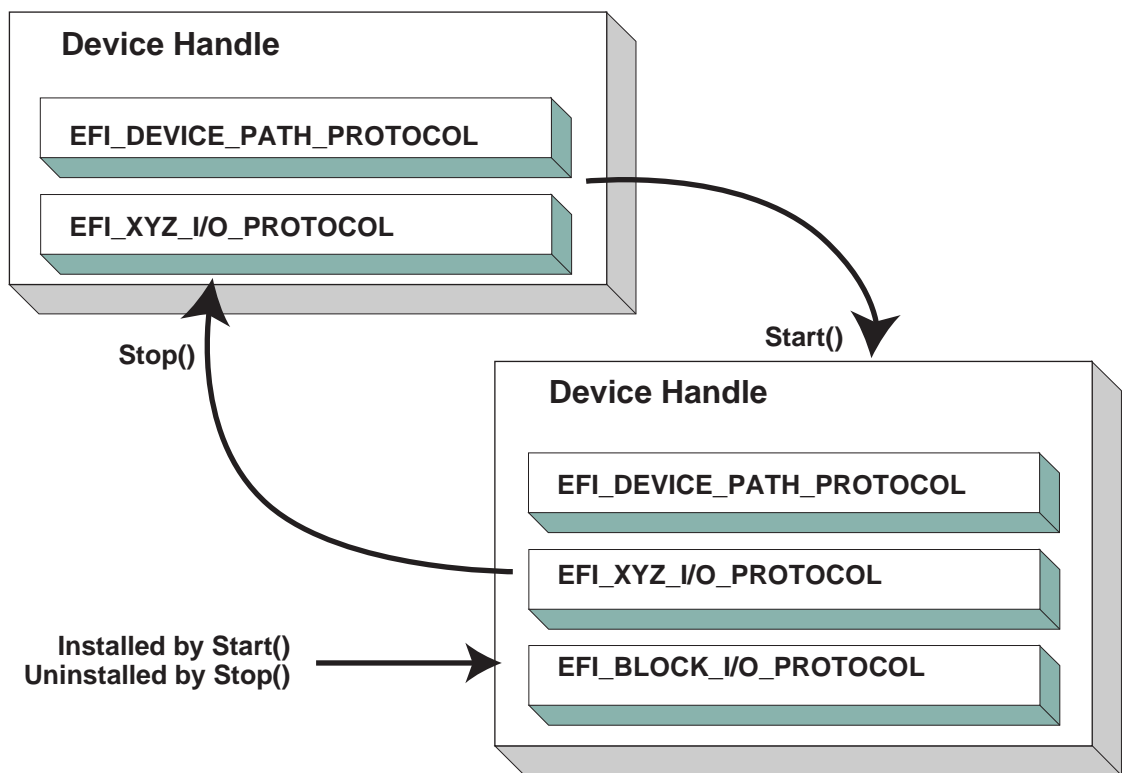 Device Handle
EFI_DEVICE_PATH_PROTOCOL
EFI_XYZ_I/O_PROTOCOL
Stop()
Start()
Device Handle
EFI_DEVICE_PATH_PROTOCOL
EFI_XYZ_I/O_PROTOCOL
Installed by Start()
Uninstalled by Stop()
EFI_BLOCK_I/O_PROTOCOL